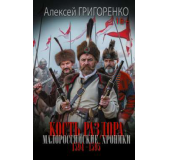 Алексей ГРИГОРЕНКО
КОСТЬ РАЗДОРА
МАЛОРОССИЙСКИЕ ХРОНИКИ